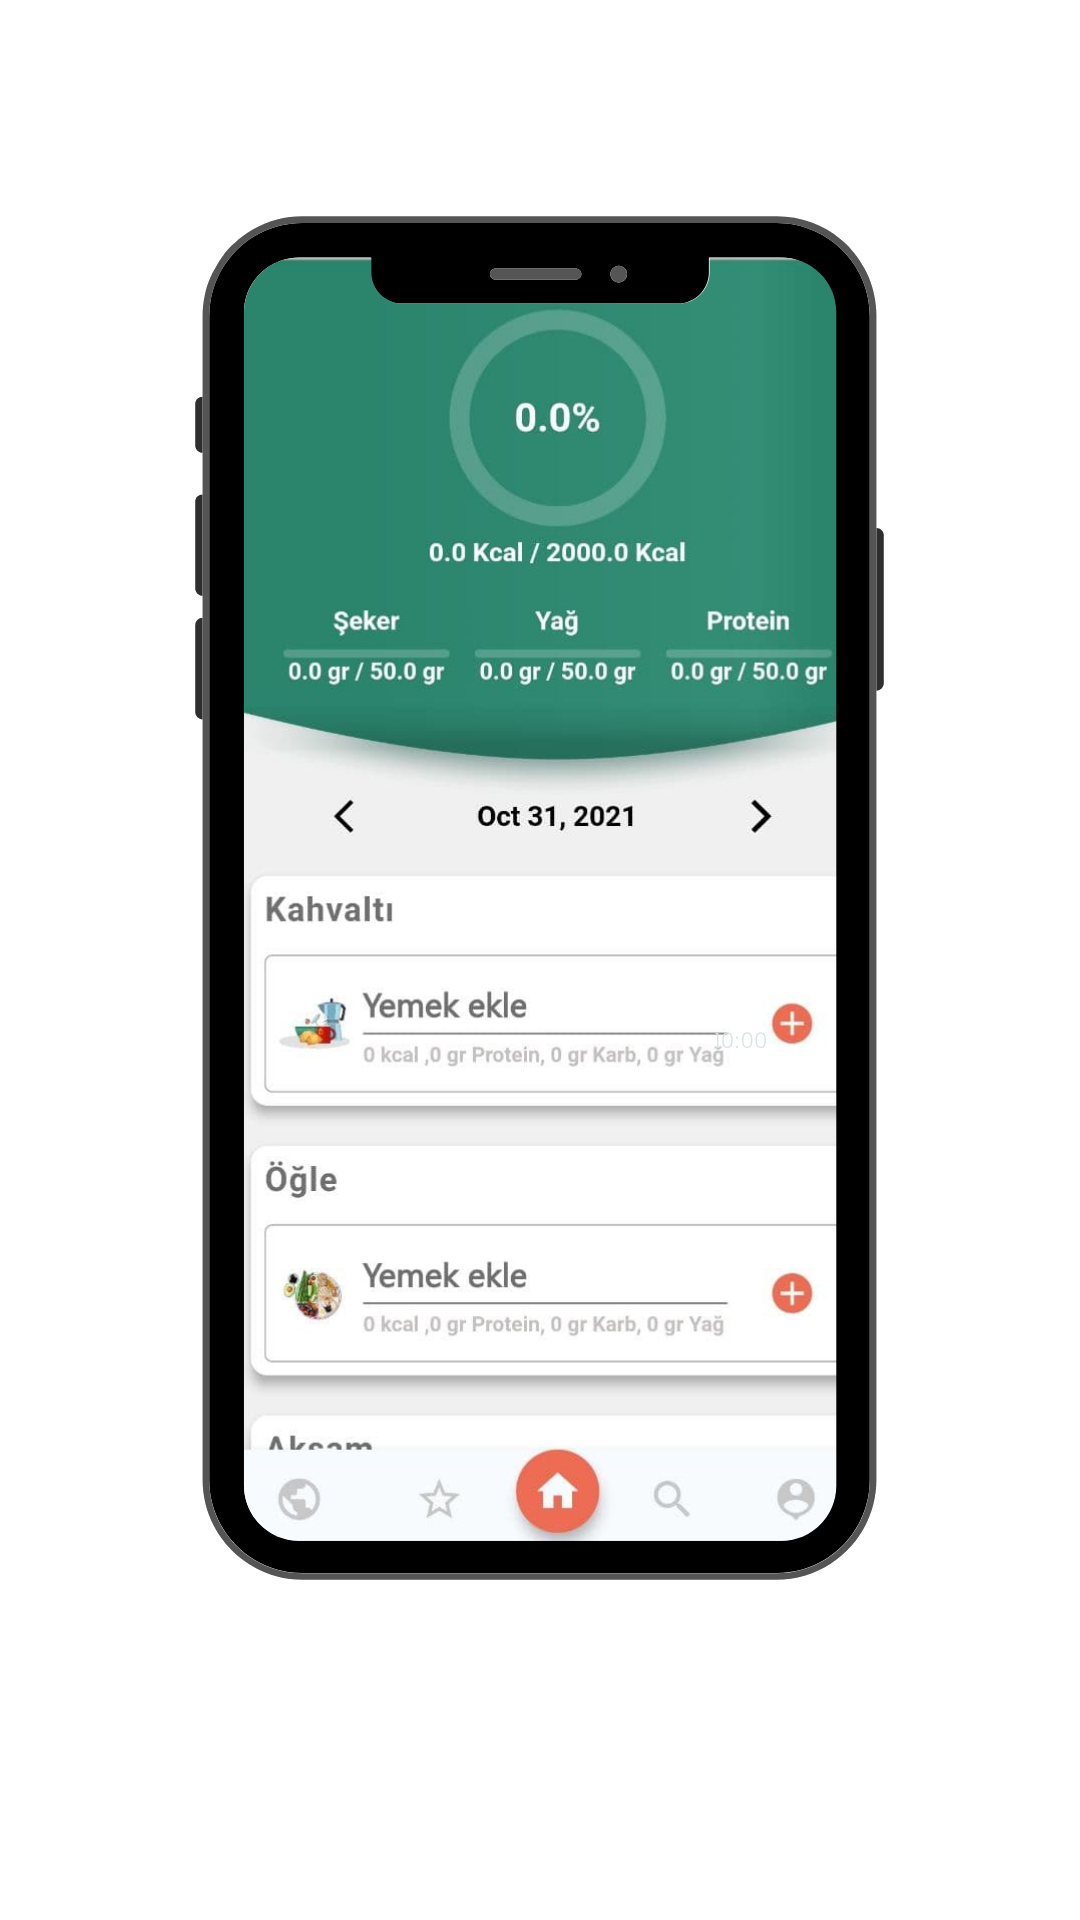 0.0%
0.0 Kcal / 2000.0 Kcal
Şeker Yağ Protein
0.0 gr / 50.0 gr 0.0 gr / 50.0 gr 0.0 gr / 50.0 gr
Oct 31, 2021
Kahvaltı
Yemek ekle
10:00
0 kcal ,0 gr Protein, 0 gr Karb, 0 gr Yağ
Öğle
Yemek ekle
0 kcal ,0 gr Protein, 0 gr Karb, 0 gr Yağ
Akşam